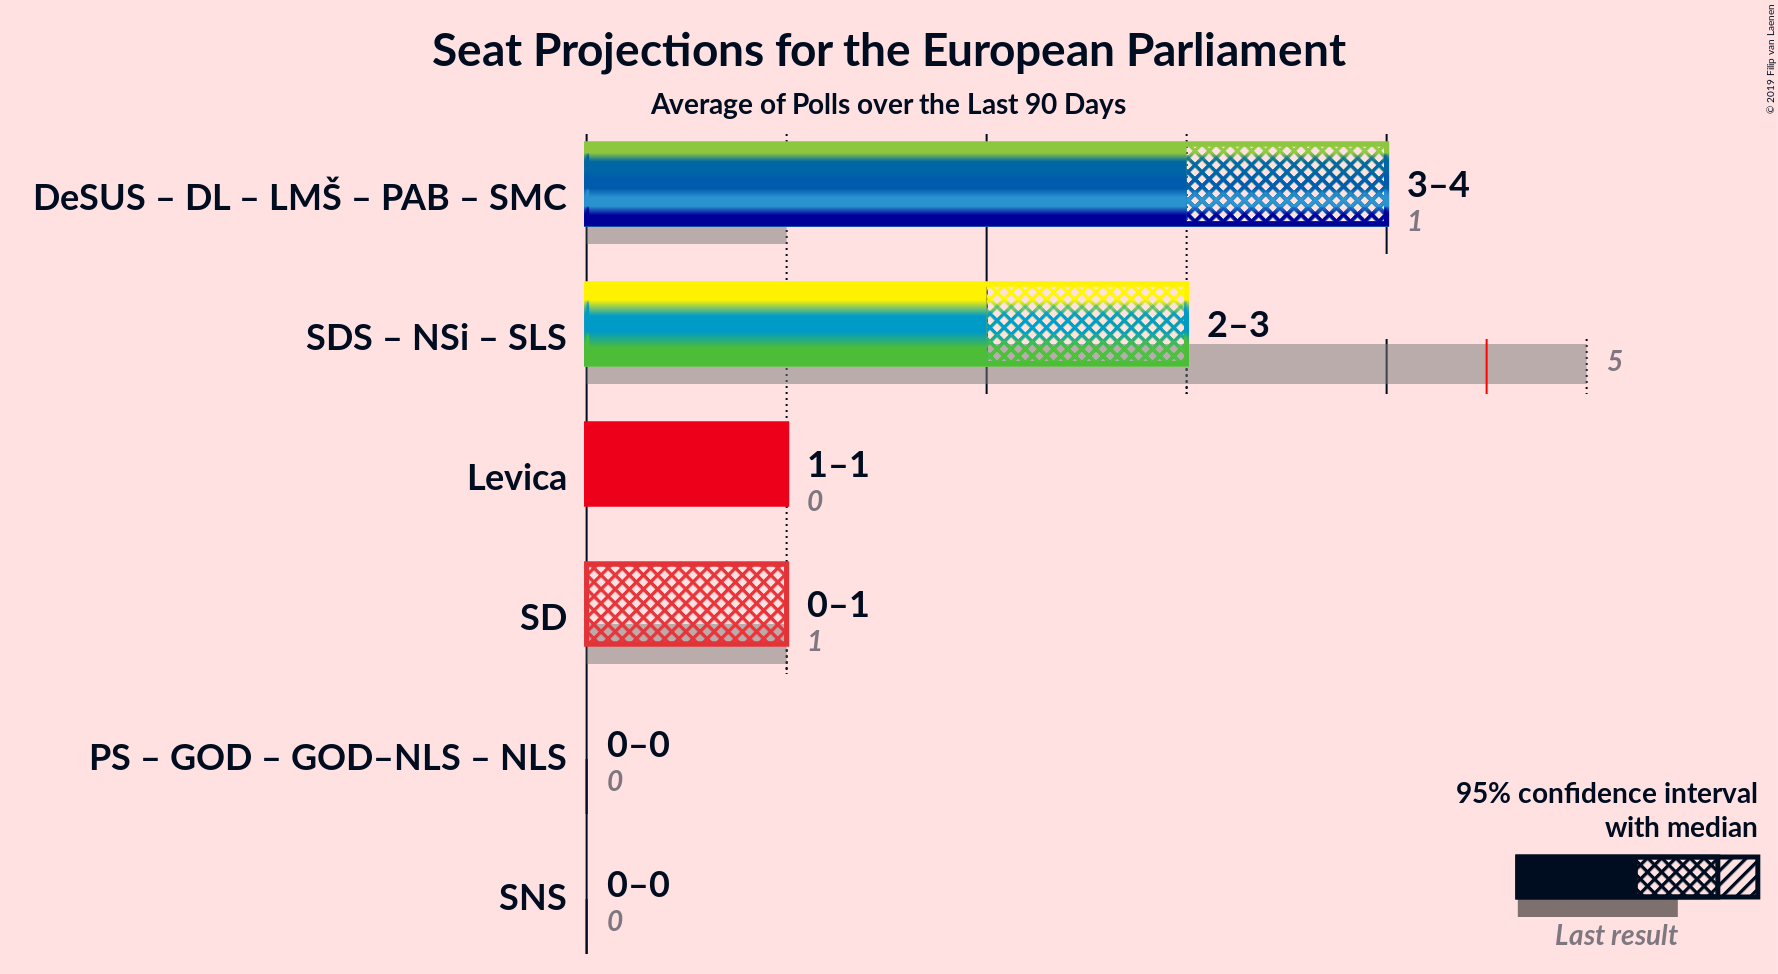 Seat Projections for the European Parliament
Average of Polls over the Last 90 Days
© 2019 Filip van Laenen
DeSUS – DL – LMŠ – PAB – SMC
3–4
1
SDS – NSi – SLS
2–3
5
Levica
1–1
0
SD
0–1
1
PS – GOD – GOD–NLS – NLS
0–0
0
SNS
0–0
0
95% confidence interval
with median
Last result